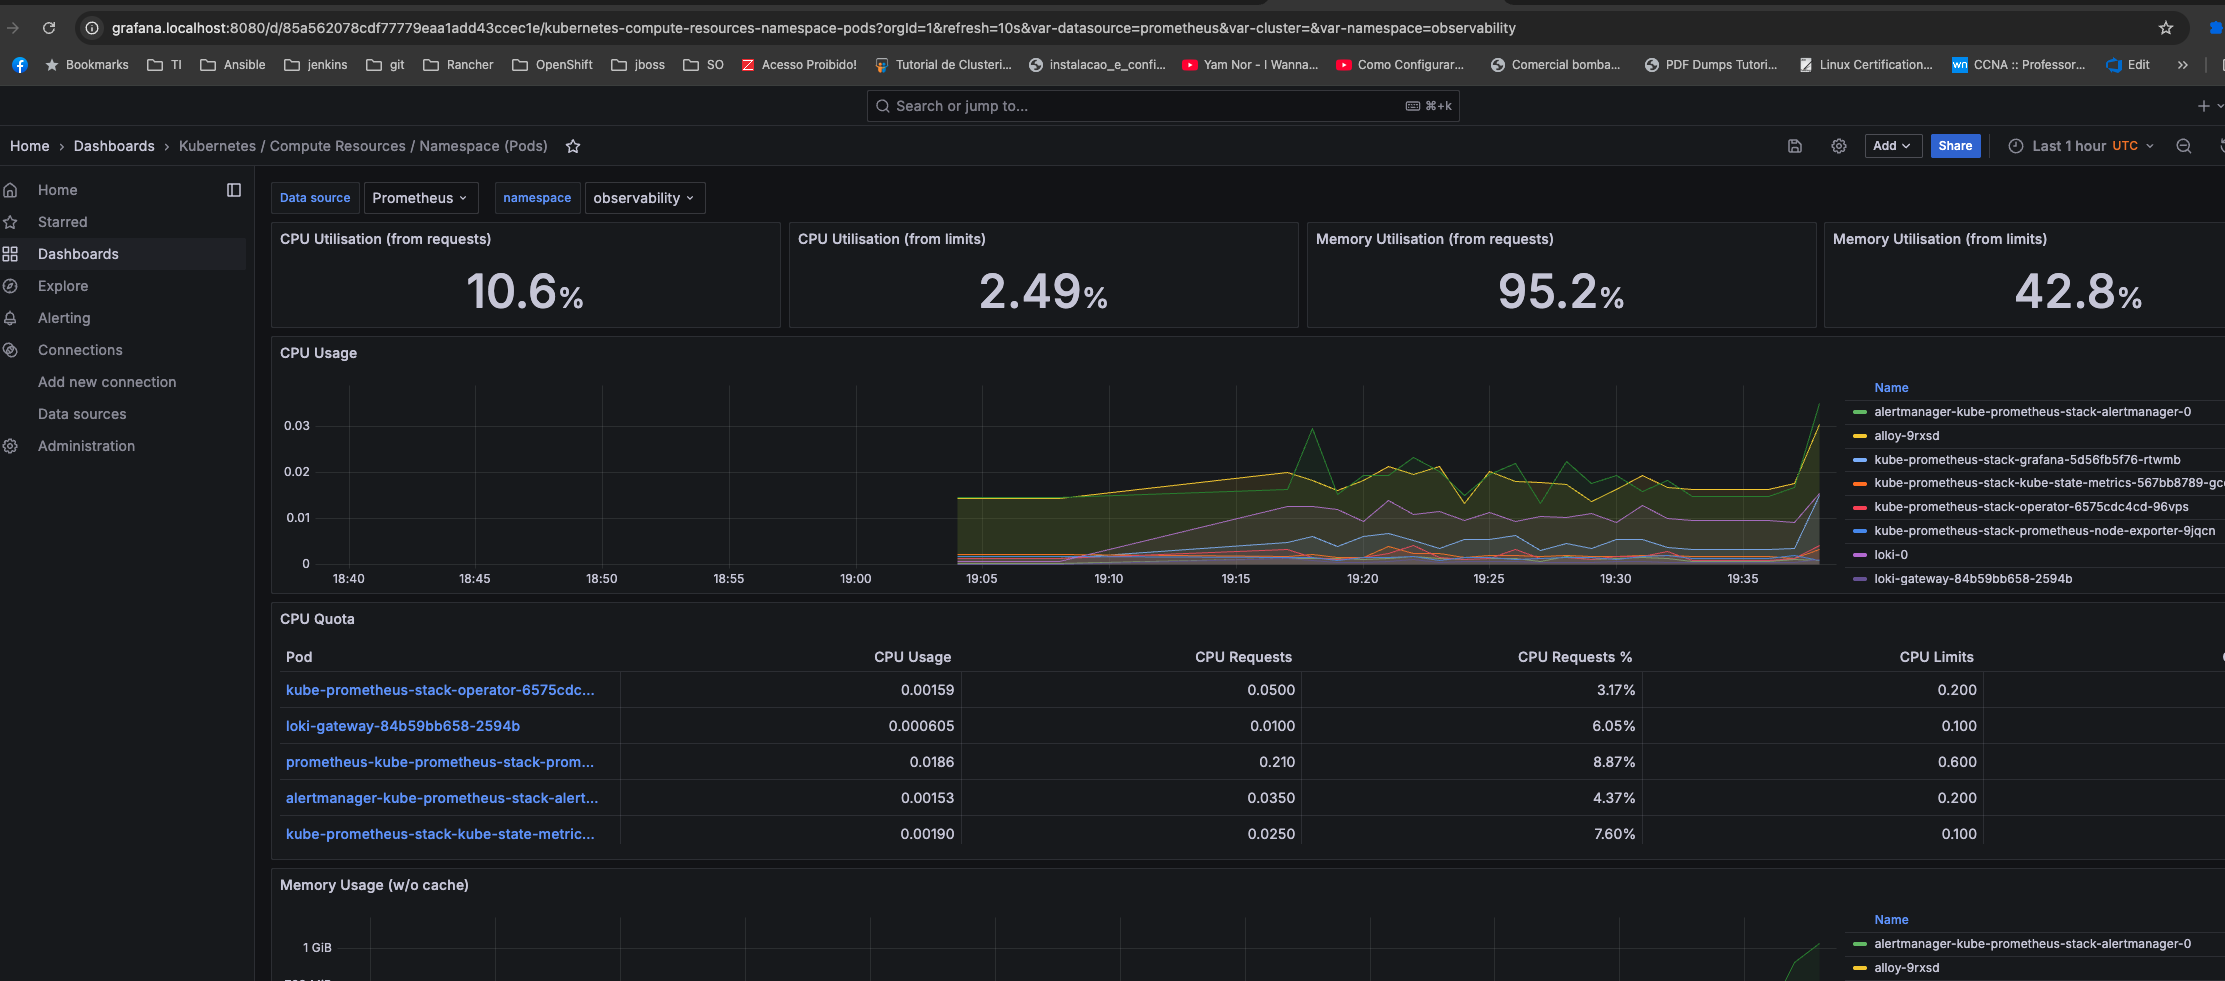 grafana.localhost:8080/d/85a562078cdf77779eaa1add43ccec1e/kubernetes-compute-resources-namespace-pods?orgId=1&refresh=10s&var-datasource=prometheus&var-cluster=&var-namespace=observability
Bookmarks TI Ansible jenkins git Rancher OpenShift jboss SO Acesso Proibido! Tutorial de Clusteri... instalacao_e_confi... Yam Nor - I Wanna... Como Configurar... Comercial bomba... PDF Dumps Tutori... Linux Certification... CCNA :: Professor... Edit »
Search or jump to... ⌘+k
Home › Dashboards › Kubernetes / Compute Resources / Namespace (Pods) Add Share Last 1 hour UTC
Home
Starred
Dashboards
Explore
Alerting
Connections
Add new connection
Data sources
Administration
Data source Prometheus namespace observability
CPU Utilisation (from requests)
10.6%
CPU Utilisation (from limits)
2.49%
Memory Utilisation (from requests)
95.2%
Memory Utilisation (from limits)
42.8%
CPU Usage
0.03
0.02
0.01
0
18:40 18:45 18:50 18:55 19:00 19:05 19:10 19:15 19:20 19:25 19:30 19:35
Name
alertmanager-kube-prometheus-stack-alertmanager-0
alloy-9rxsd
kube-prometheus-stack-grafana-5d56fb5f76-rtwmb
kube-prometheus-stack-kube-state-metrics-567bb8789-gc
kube-prometheus-stack-operator-6575cdc4cd-96vps
kube-prometheus-stack-prometheus-node-exporter-9jqcn
loki-0
loki-gateway-84b59bb658-2594b
CPU Quota
Pod CPU Usage CPU Requests CPU Requests % CPU Limits
kube-prometheus-stack-operator-6575cdc... 0.00159 0.0500 3.17% 0.200
loki-gateway-84b59bb658-2594b 0.000605 0.0100 6.05% 0.100
prometheus-kube-prometheus-stack-prom... 0.0186 0.210 8.87% 0.600
alertmanager-kube-prometheus-stack-alert... 0.00153 0.0350 4.37% 0.200
kube-prometheus-stack-kube-state-metric... 0.00190 0.0250 7.60% 0.100
Memory Usage (w/o cache)
1 GiB
Name
alertmanager-kube-prometheus-stack-alertmanager-0
alloy-9rxsd